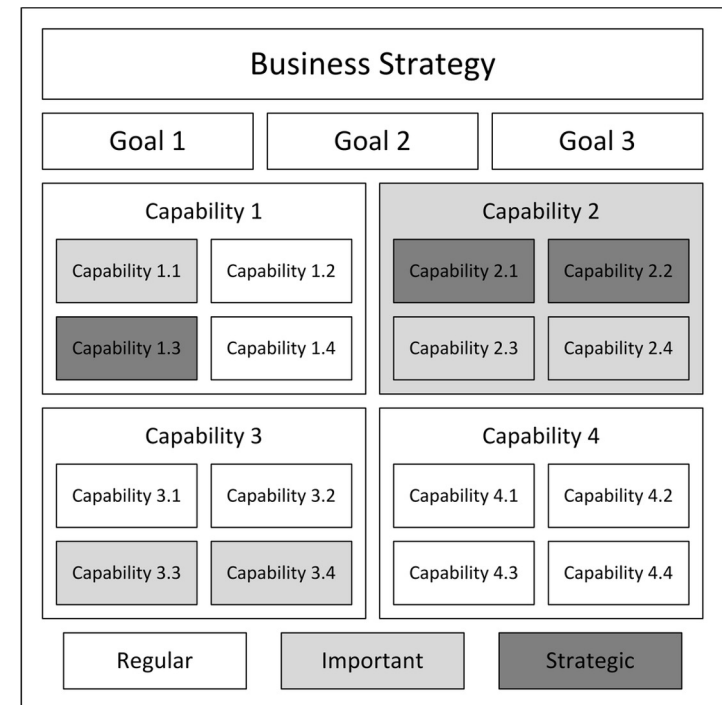 Business Strategy
Goal 1
Goal 2
Goal 3
Capability 1
Capability 1.1
Capability 1.2
Capability 1.3
Capability 1.4
Capability 2
Capability 2.1
Capability 2.2
Capability 2.3
Capability 2.4
Capability 3
Capability 3.1
Capability 3.2
Capability 3.3
Capability 3.4
Capability 4
Capability 4.1
Capability 4.2
Capability 4.3
Capability 4.4
Regular
Important
Strategic